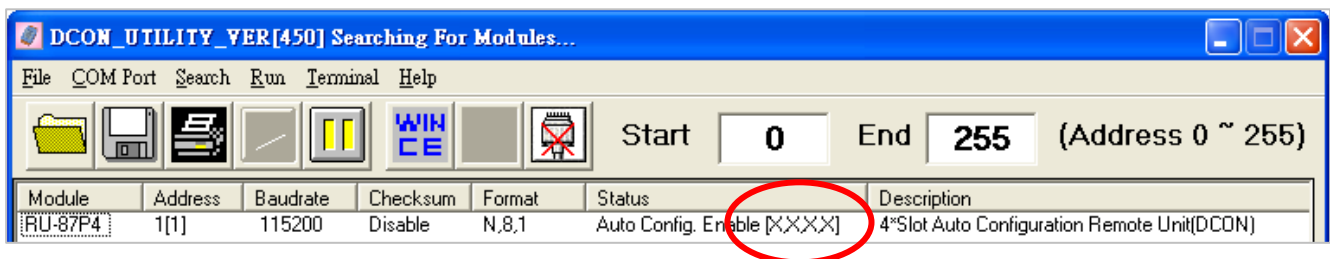 DCON_UTILITY_VER[450] Searching For Modules...
File COM Port Search Run Terminal Help
WIN CE Start 0 End 255 (Address 0 ~ 255)
Module Address Baudrate Checksum Format Status Description
RU-87P4 1[1] 115200 Disable N,8,1 Auto Config. Enable [X,X,X,X] 4*Slot Auto Configuration Remote Unit(DCON)